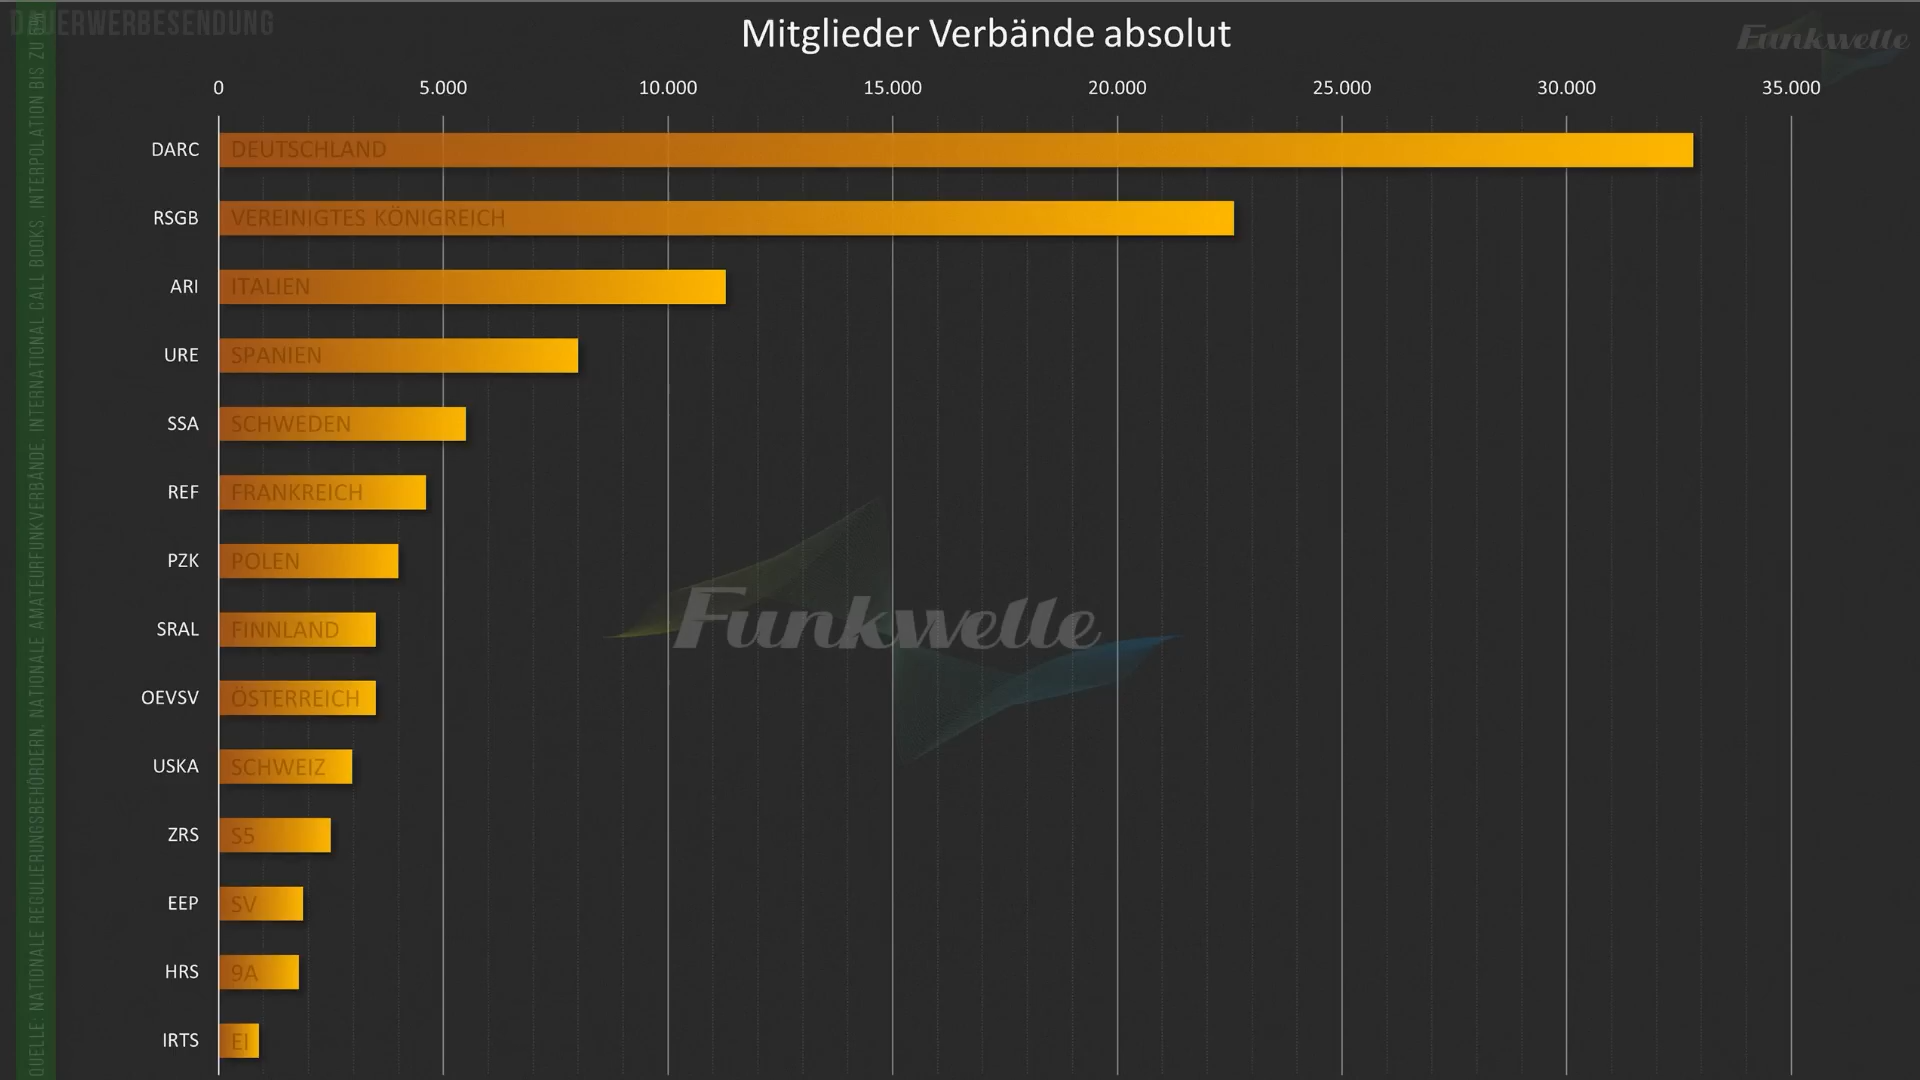 DAUERWERBESENDUNG
Mitglieder Verbände absolut
Funkwelle
0 5.000 10.000 15.000 20.000 25.000 30.000 35.000
DARC DEUTSCHLAND
RSGB VEREINIGTES KÖNIGREICH
ARI ITALIEN
URE SPANIEN
SSA SCHWEDEN
REF FRANKREICH
PZK POLEN
SRAL FINNLAND
OEVSV ÖSTERREICH
USKA SCHWEIZ
ZRS S5
EEP SV
HRS 9A
IRTS EI
Funkwelle
QUELLE: NATIONALE REGULIERUNGSBEHÖRDERN, NATIONALE AMATEURFUNKVERBÄNDE, INTERNATIONAL CALL BOOKS, INTERPOLATION BIS ZU